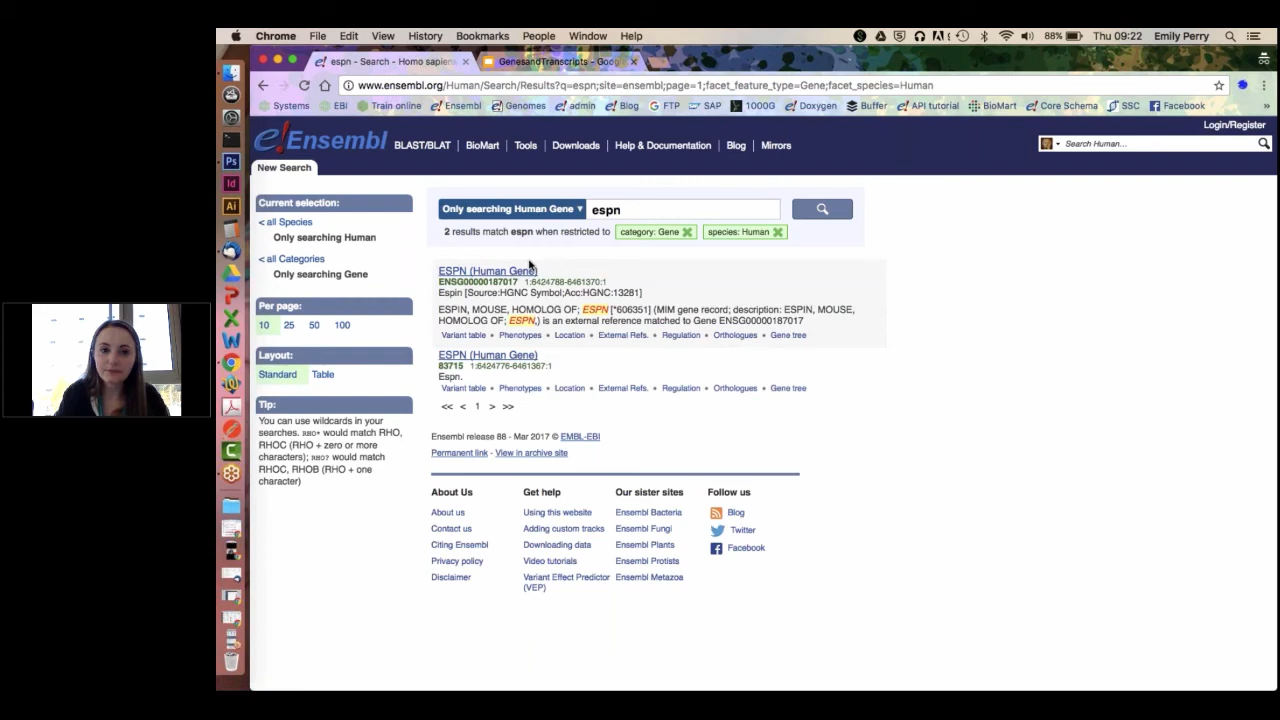 Chrome File Edit View History Bookmarks People Window Help 88% Thu 09:22 Emily Perry
espn - Search - Homo sapiens GenesandTranscripts - Goog
www.ensembl.org/Human/Search/Results?q=espn;site=ensembl;page=1;facet_feature_type=Gene;facet_species=Human
Systems EBI Train online Ensembl Genomes admin Blog FTP SAP 1000G Doxygen Buffer API tutorial BioMart Core Schema SSC Facebook »
Login/Register
e!Ensembl BLAST/BLAT | BioMart | Tools | Downloads | Help & Documentation | Blog | Mirrors
Search Human...
New Search
Current selection:
< all Species
Only searching Human
< all Categories
Only searching Gene
Per page:
10 25 50 100
Layout:
Standard Table
Tip:
You can use wildcards in your
searches. RHO* would match RHO,
RHOC (RHO + zero or more
characters); RHO? would match
RHOC, RHOB (RHO + one
character)
Only searching Human Gene ▼ espn
2 results match espn when restricted to category: Gene species: Human
ESPN (Human Gene)
ENSG00000187017 1:6424788-6461370:1
Espin [Source:HGNC Symbol;Acc:HGNC:13281]
ESPIN, MOUSE, HOMOLOG OF; ESPN [*606351] (MIM gene record; description: ESPIN, MOUSE,
HOMOLOG OF; ESPN,) is an external reference matched to Gene ENSG00000187017
Variant table • Phenotypes • Location • External Refs. • Regulation • Orthologues • Gene tree
ESPN (Human Gene)
83715 1:6424776-6461367:1
Espn.
Variant table • Phenotypes • Location • External Refs. • Regulation • Orthologues • Gene tree
<< < 1 > >>
Ensembl release 88 - Mar 2017 © EMBL-EBI
Permanent link - View in archive site
About Us
About us
Contact us
Citing Ensembl
Privacy policy
Disclaimer
Get help
Using this website
Adding custom tracks
Downloading data
Video tutorials
Variant Effect Predictor
(VEP)
Our sister sites
Ensembl Bacteria
Ensembl Fungi
Ensembl Plants
Ensembl Protists
Ensembl Metazoa
Follow us
Blog
Twitter
Facebook
Ps
Id
Ai